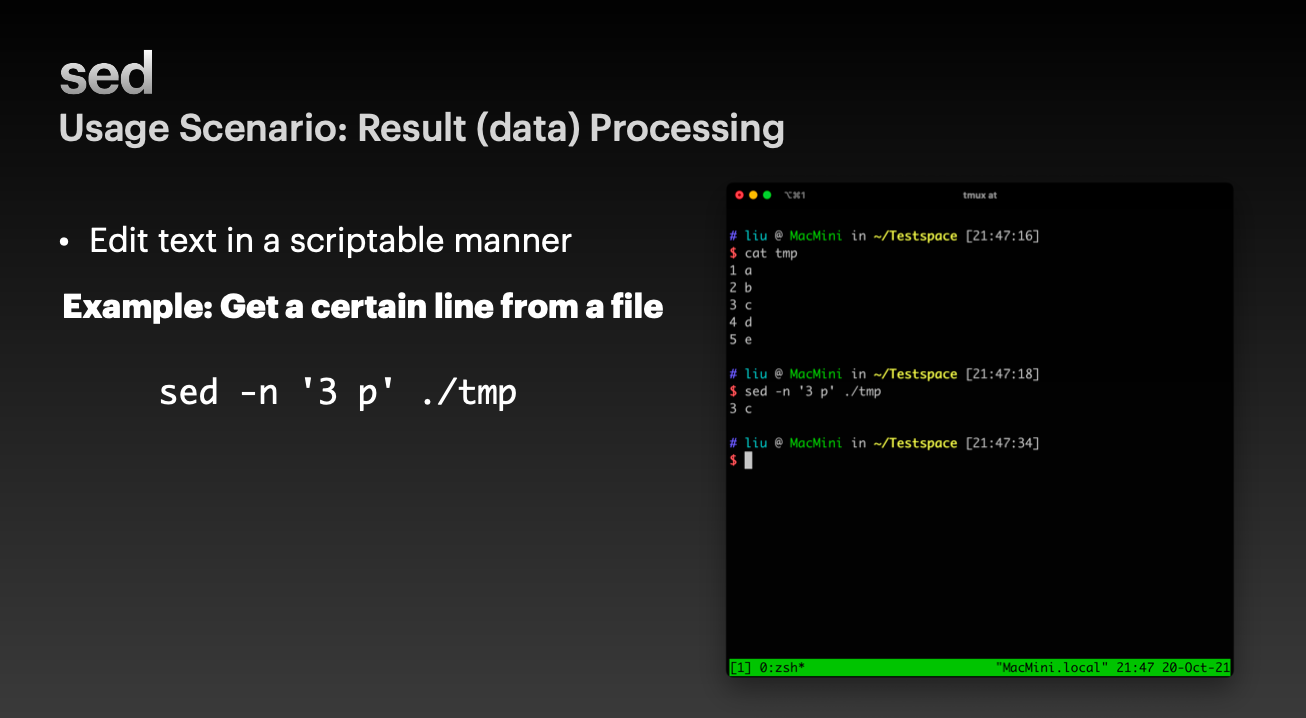 sed
Usage Scenario: Result (data) Processing
• Edit text in a scriptable manner
Example: Get a certain line from a file
sed -n '3 p' ./tmp
⌥⌘1 tmux at
# liu @ MacMini in ~/Testspace [21:47:16]
$ cat tmp
1 a
2 b
3 c
4 d
5 e
# liu @ MacMini in ~/Testspace [21:47:18]
$ sed -n '3 p' ./tmp
3 c
# liu @ MacMini in ~/Testspace [21:47:34]
$
[1] 0:zsh* "MacMini.local" 21:47 20-Oct-21